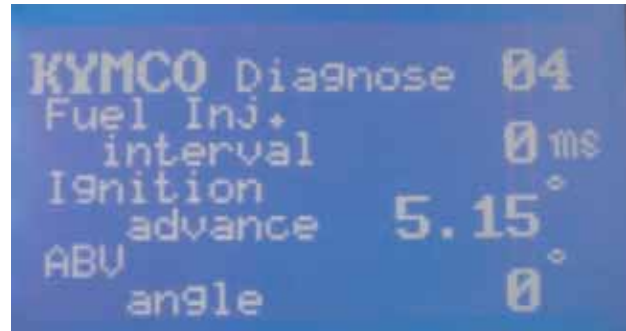 KYMCO Diagnose 04
Fuel Inj.
interval 0 ms
Ignition
advance 5.15°
ABV
angle 0°